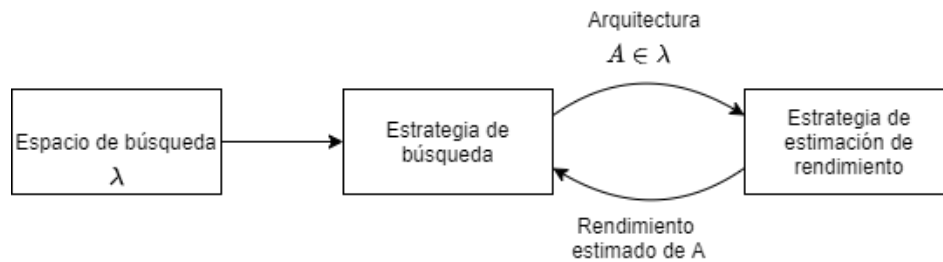 Arquitectura
A ∈ λ
Espacio de búsqueda
λ
Estrategia de
búsqueda
Estrategia de
estimación de
rendimiento
Rendimiento
estimado de A